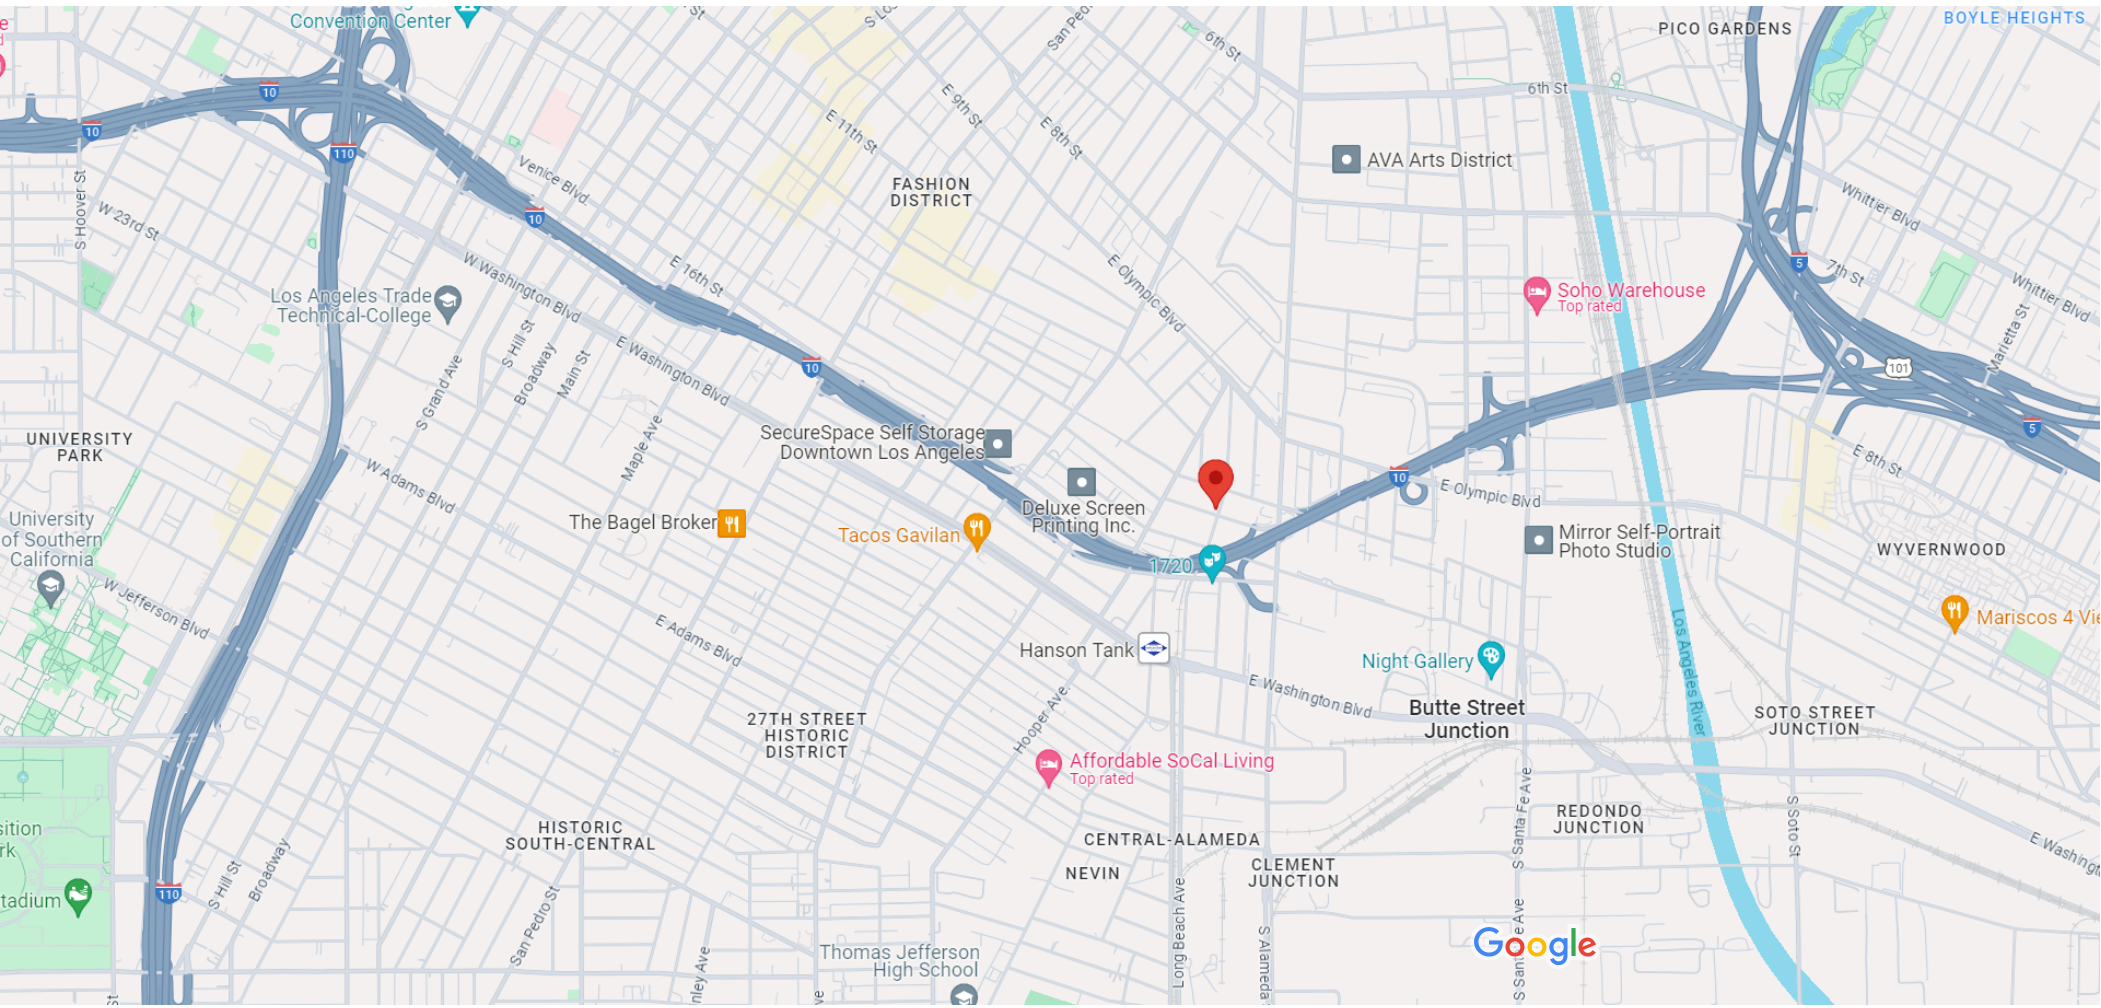 Convention Center
BOYLE HEIGHTS
PICO GARDENS
S Hoover St
10
10
110
10
10
10
W 23rd St
Venice Blvd.
E 11th St
E 9th St
E 8th St
6th St
6th St
AVA Arts District
FASHION
DISTRICT
Whittier Blvd
7th St
Whittier Blvd
5
Marietta St
101
5
E 16th St
E Olympic Blvd
W Washington Blvd
Los Angeles Trade
Technical-College
S Hill St
Broadway
Main St
S Grand Ave
E Washington Blvd
Soho Warehouse
Top rated
UNIVERSITY
PARK
Maple Ave
SecureSpace Self Storage
Downtown Los Angeles
W Adams Blvd
E 8th St
E Olympic Blvd
Deluxe Screen
Printing Inc.
The Bagel Broker
Tacos Gavilan
Mirror Self-Portrait
Photo Studio
WYVERNWOOD
University
of Southern
California
1720
W Jefferson Blvd
E Adams Blvd
Mariscos 4 Vie
Los Angeles River
Hanson Tank
Night Gallery
E Washington Blvd
Butte Street
Junction
Hooper Ave.
27TH STREET
HISTORIC
DISTRICT
SOTO STREET
JUNCTION
Affordable SoCal Living
Top rated
S Santa Fe Ave
S Soto St
REDONDO
JUNCTION
HISTORIC
SOUTH-CENTRAL
CENTRAL-ALAMEDA
NEVIN
CLEMENT
JUNCTION
E Washingt
sition
rk
tadium
110
S Hill St
Broadway
San Pedro St
Long Beach Ave
S Alameda
Google
Thomas Jefferson
High School
nley Ave